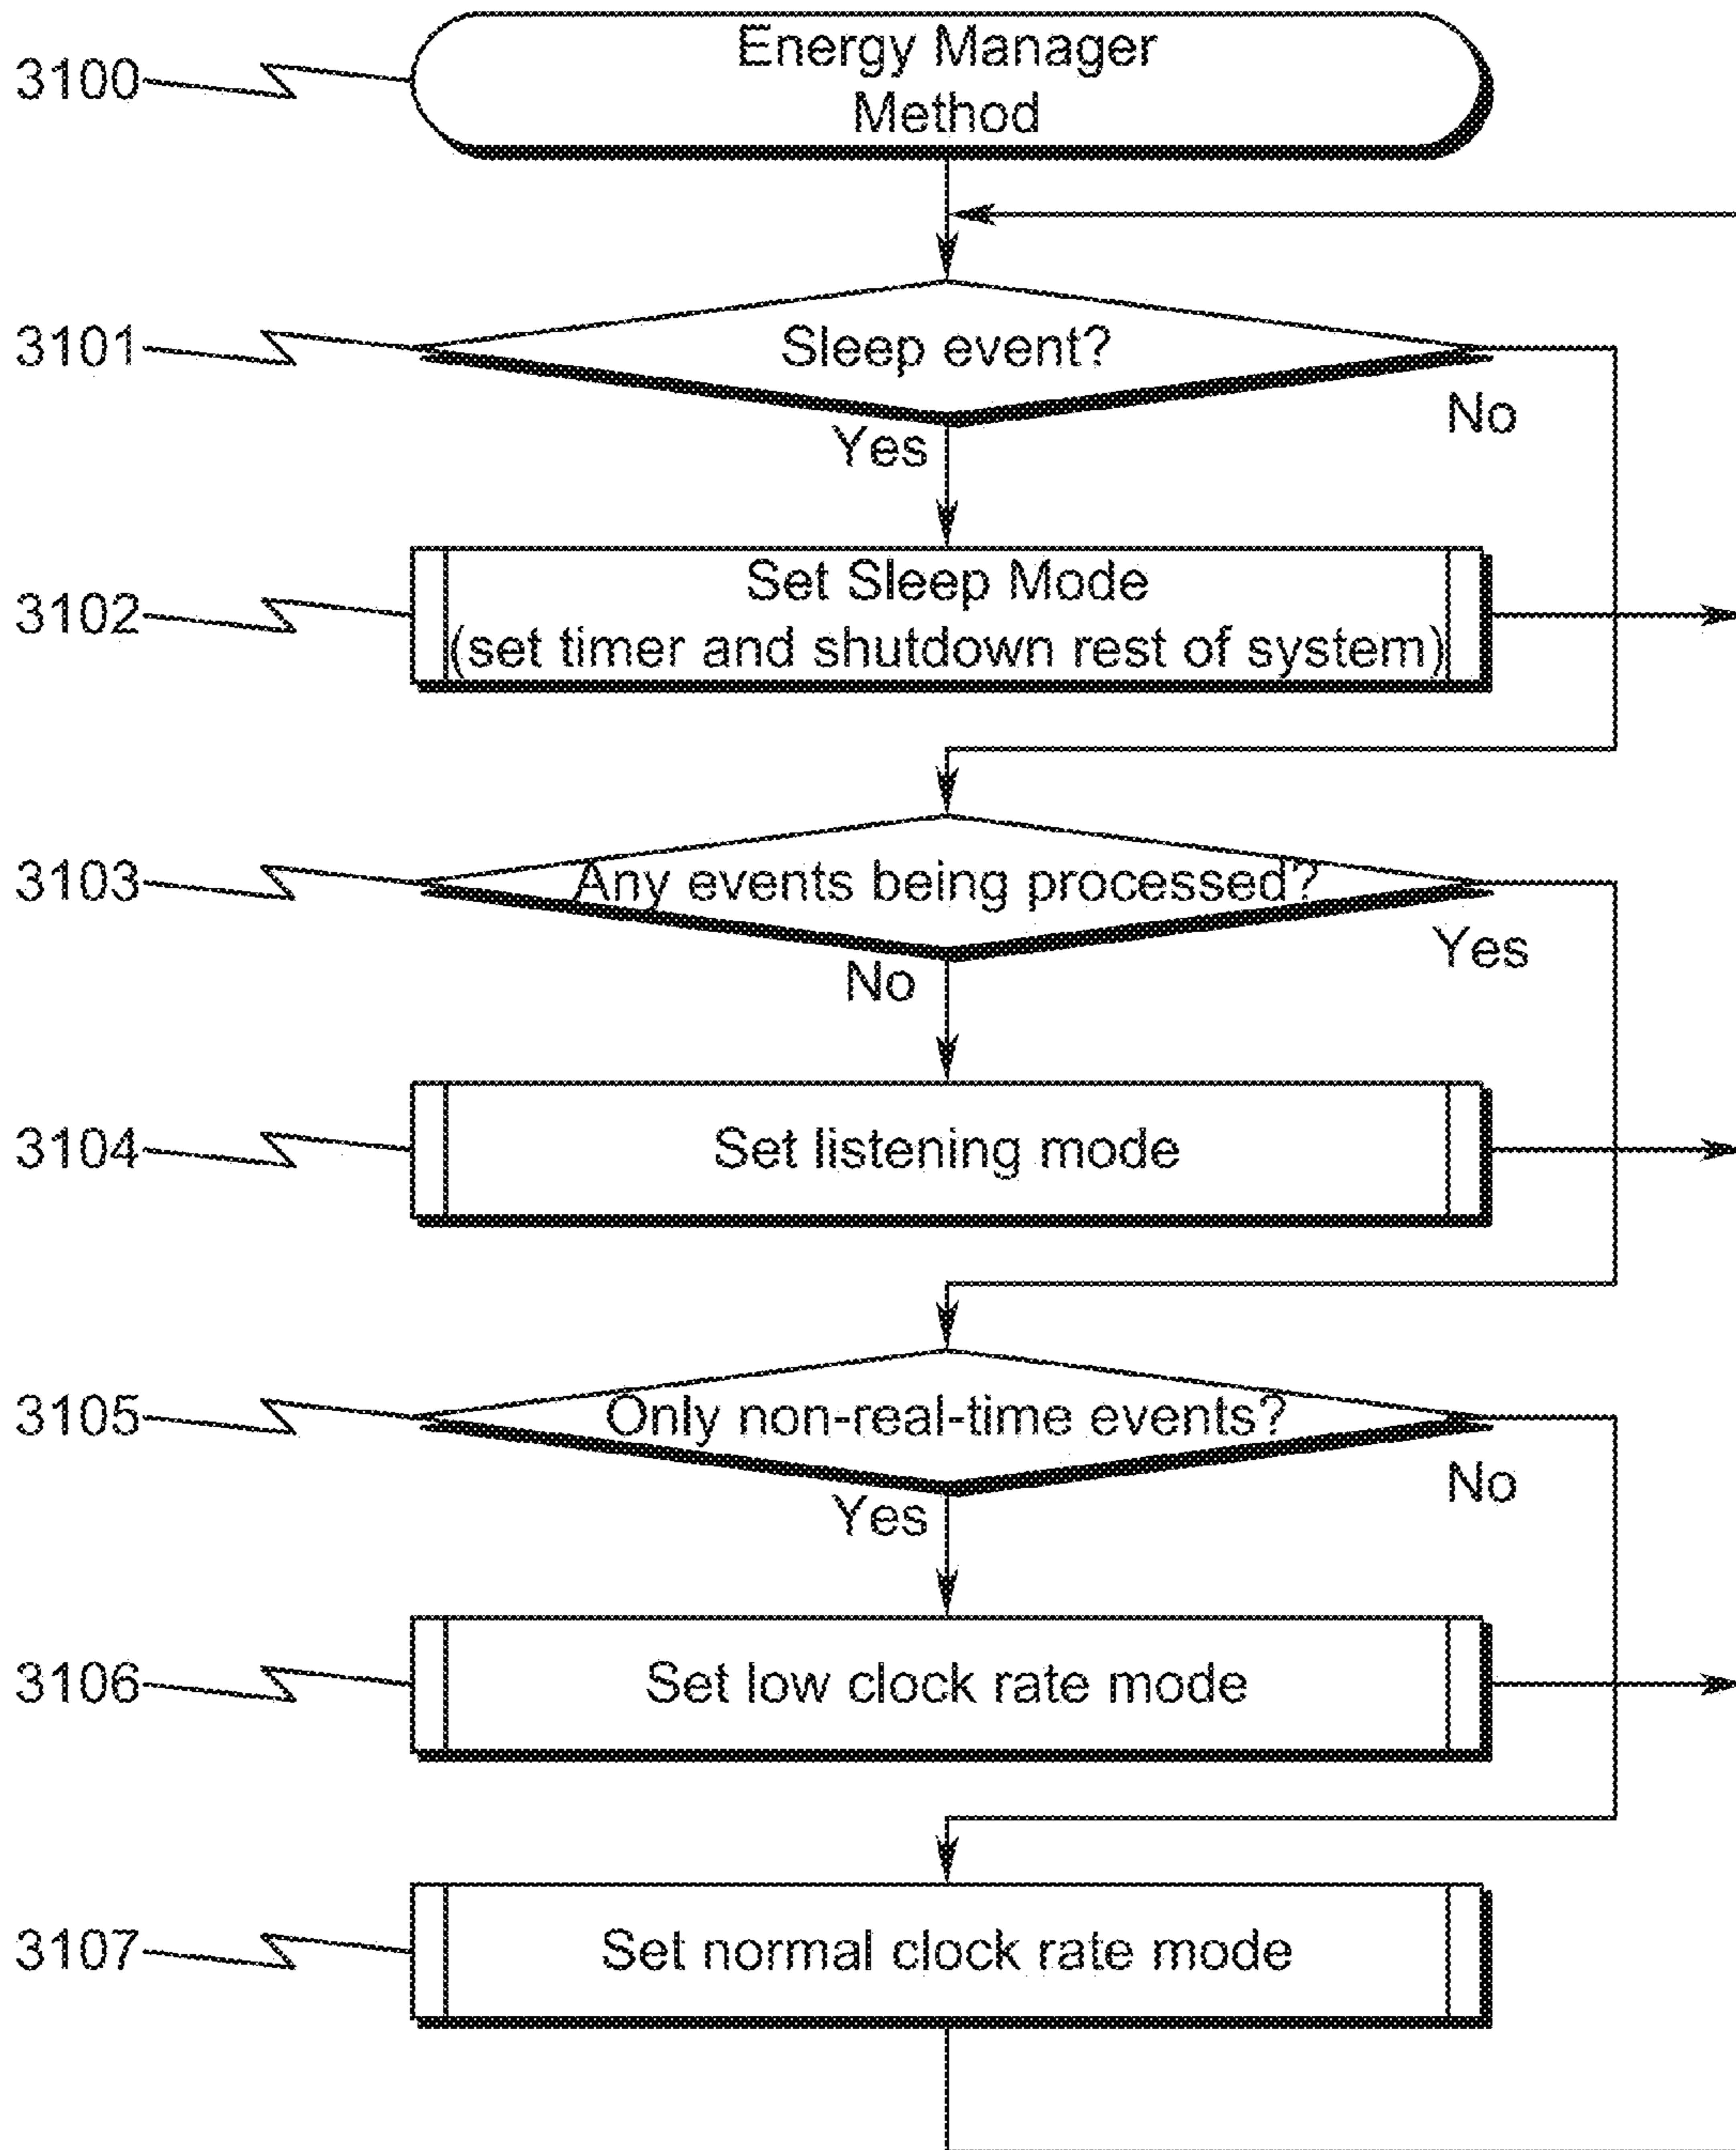 3100
Energy Manager
Method
3101
Sleep event?
No
Yes
3102
Set Sleep Mode
(set timer and shutdown rest of system)
3103
Any events being processed?
Yes
No
3104
Set listening mode
3105
Only non-real-time events?
No
Yes
3106
Set low clock rate mode
3107
Set normal clock rate mode